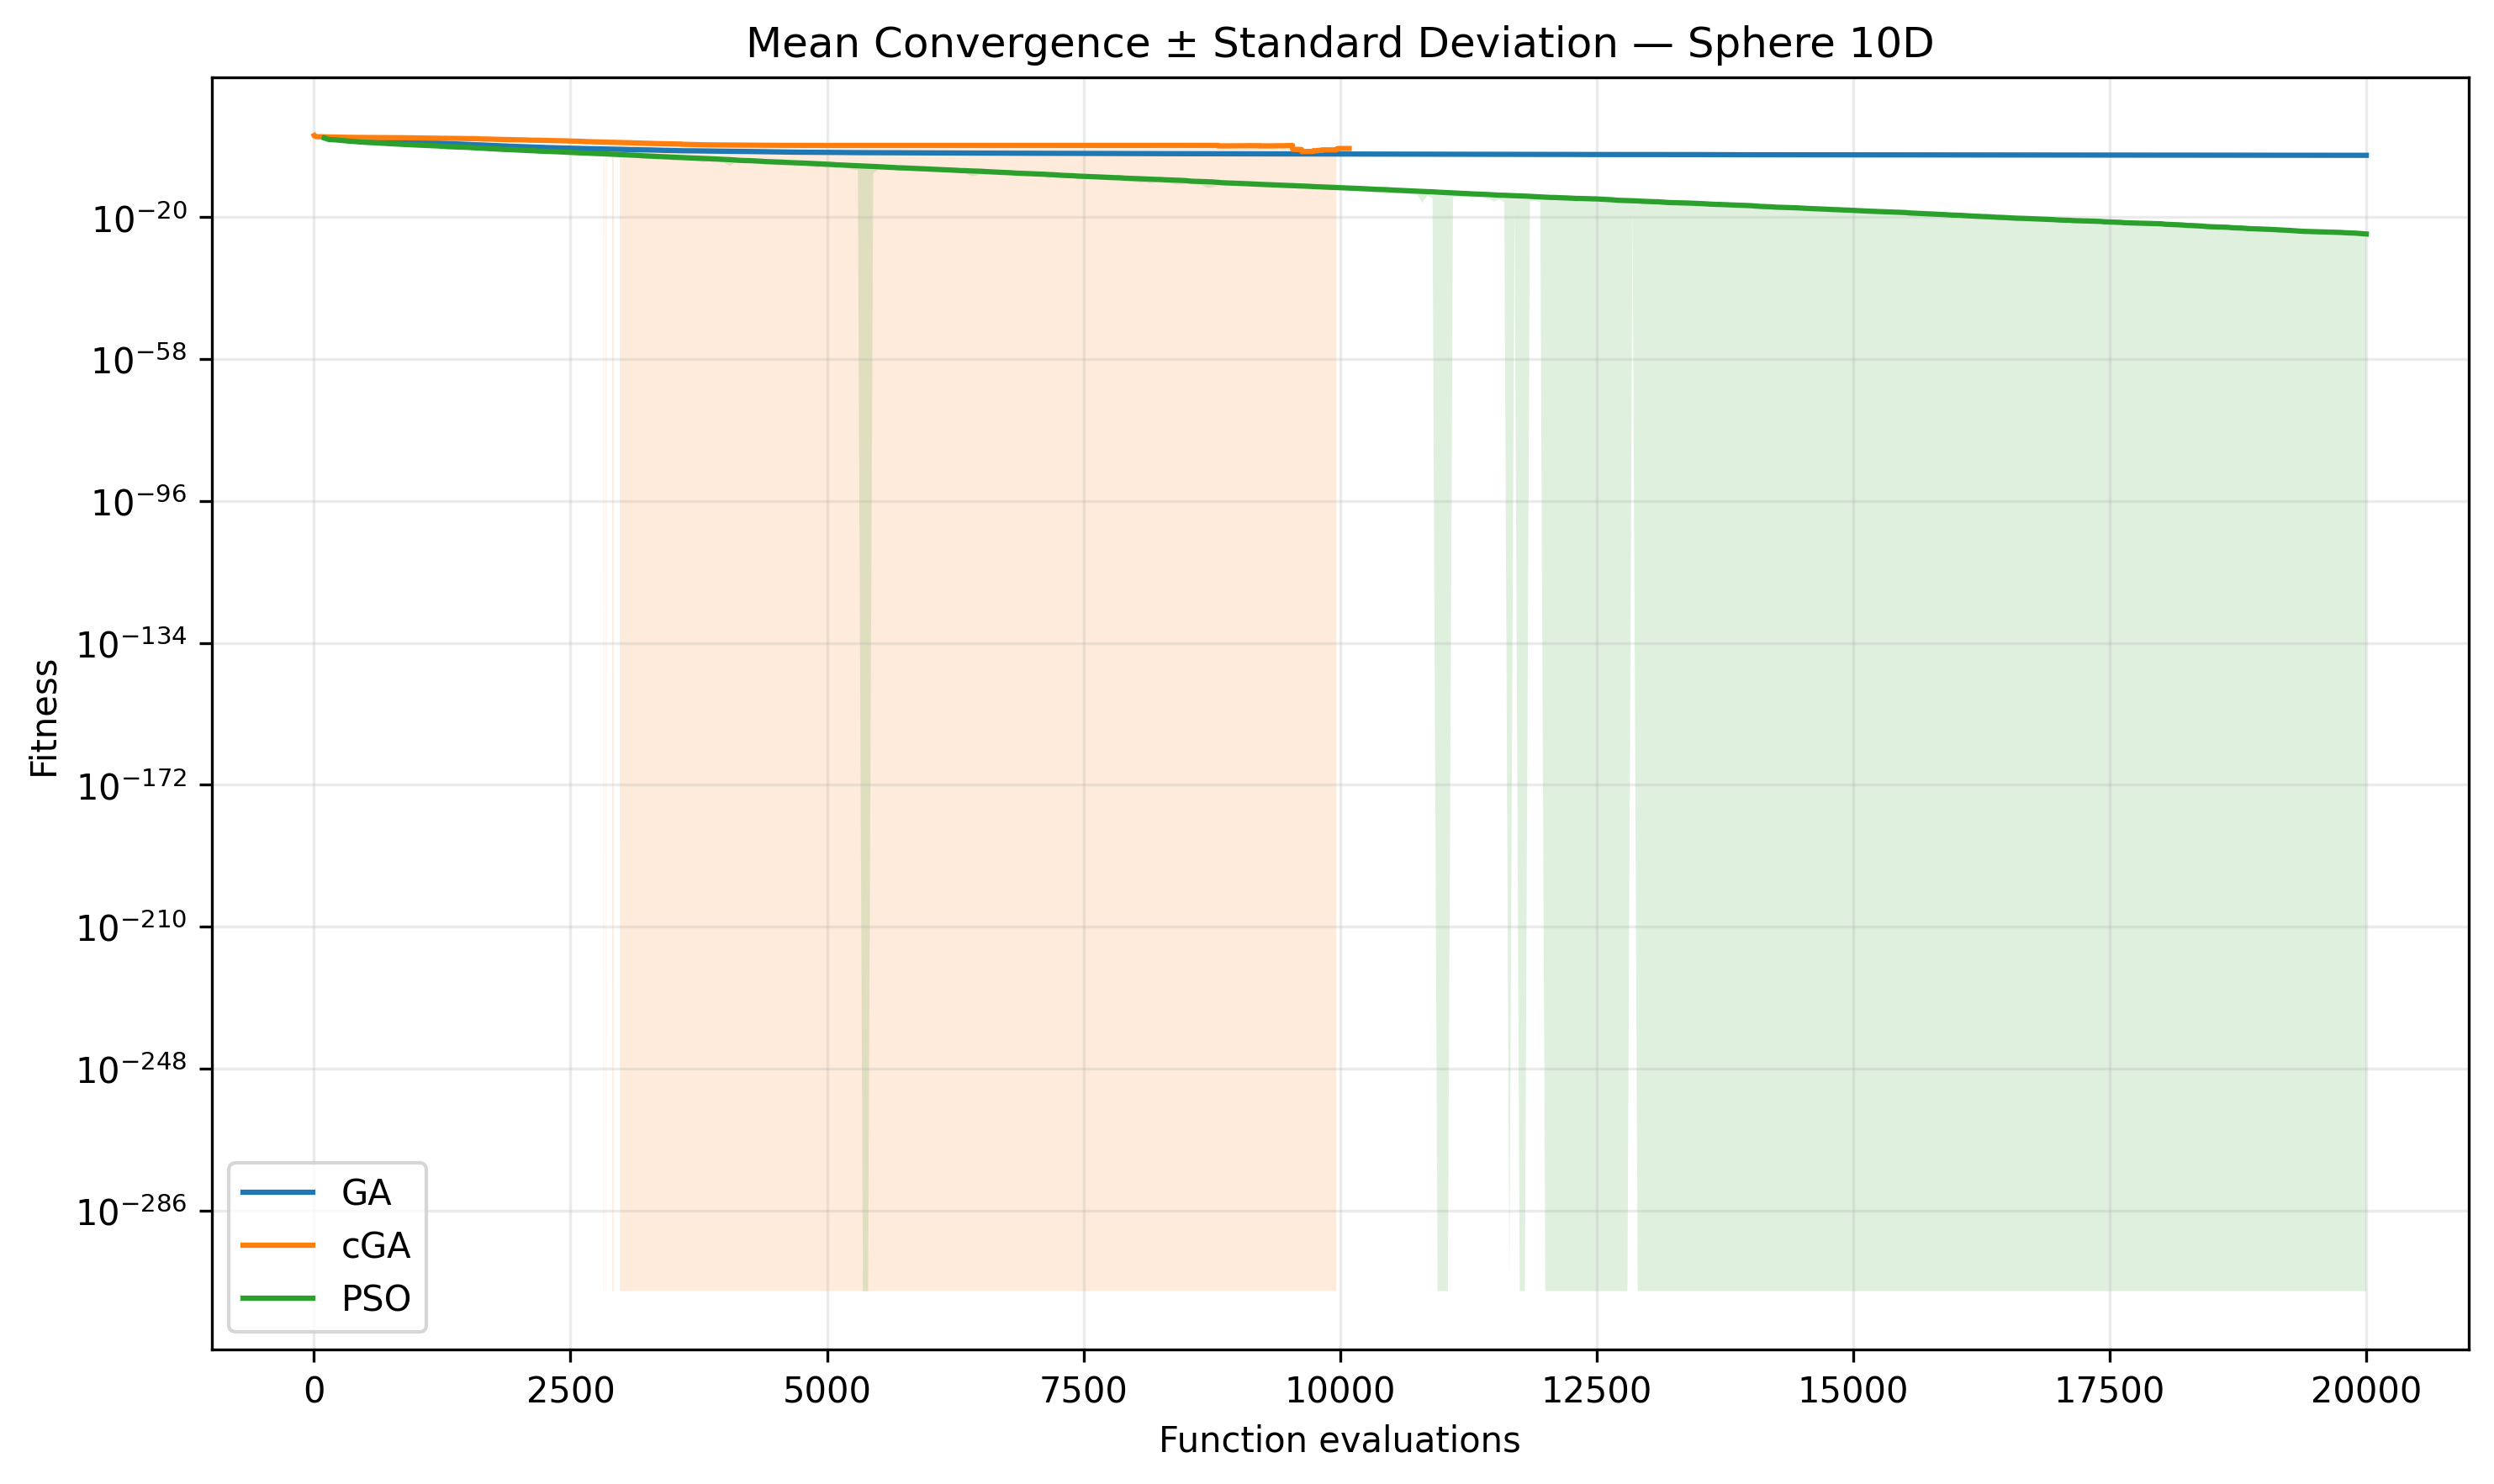 Mean Convergence ± Standard Deviation — Sphere 10D
Fitness
10⁻²⁰
10⁻⁵⁸
10⁻⁹⁶
10⁻¹³⁴
10⁻¹⁷²
10⁻²¹⁰
10⁻²⁴⁸
10⁻²⁸⁶
GA
cGA
PSO
0 2500 5000 7500 10000 12500 15000 17500 20000
Function evaluations